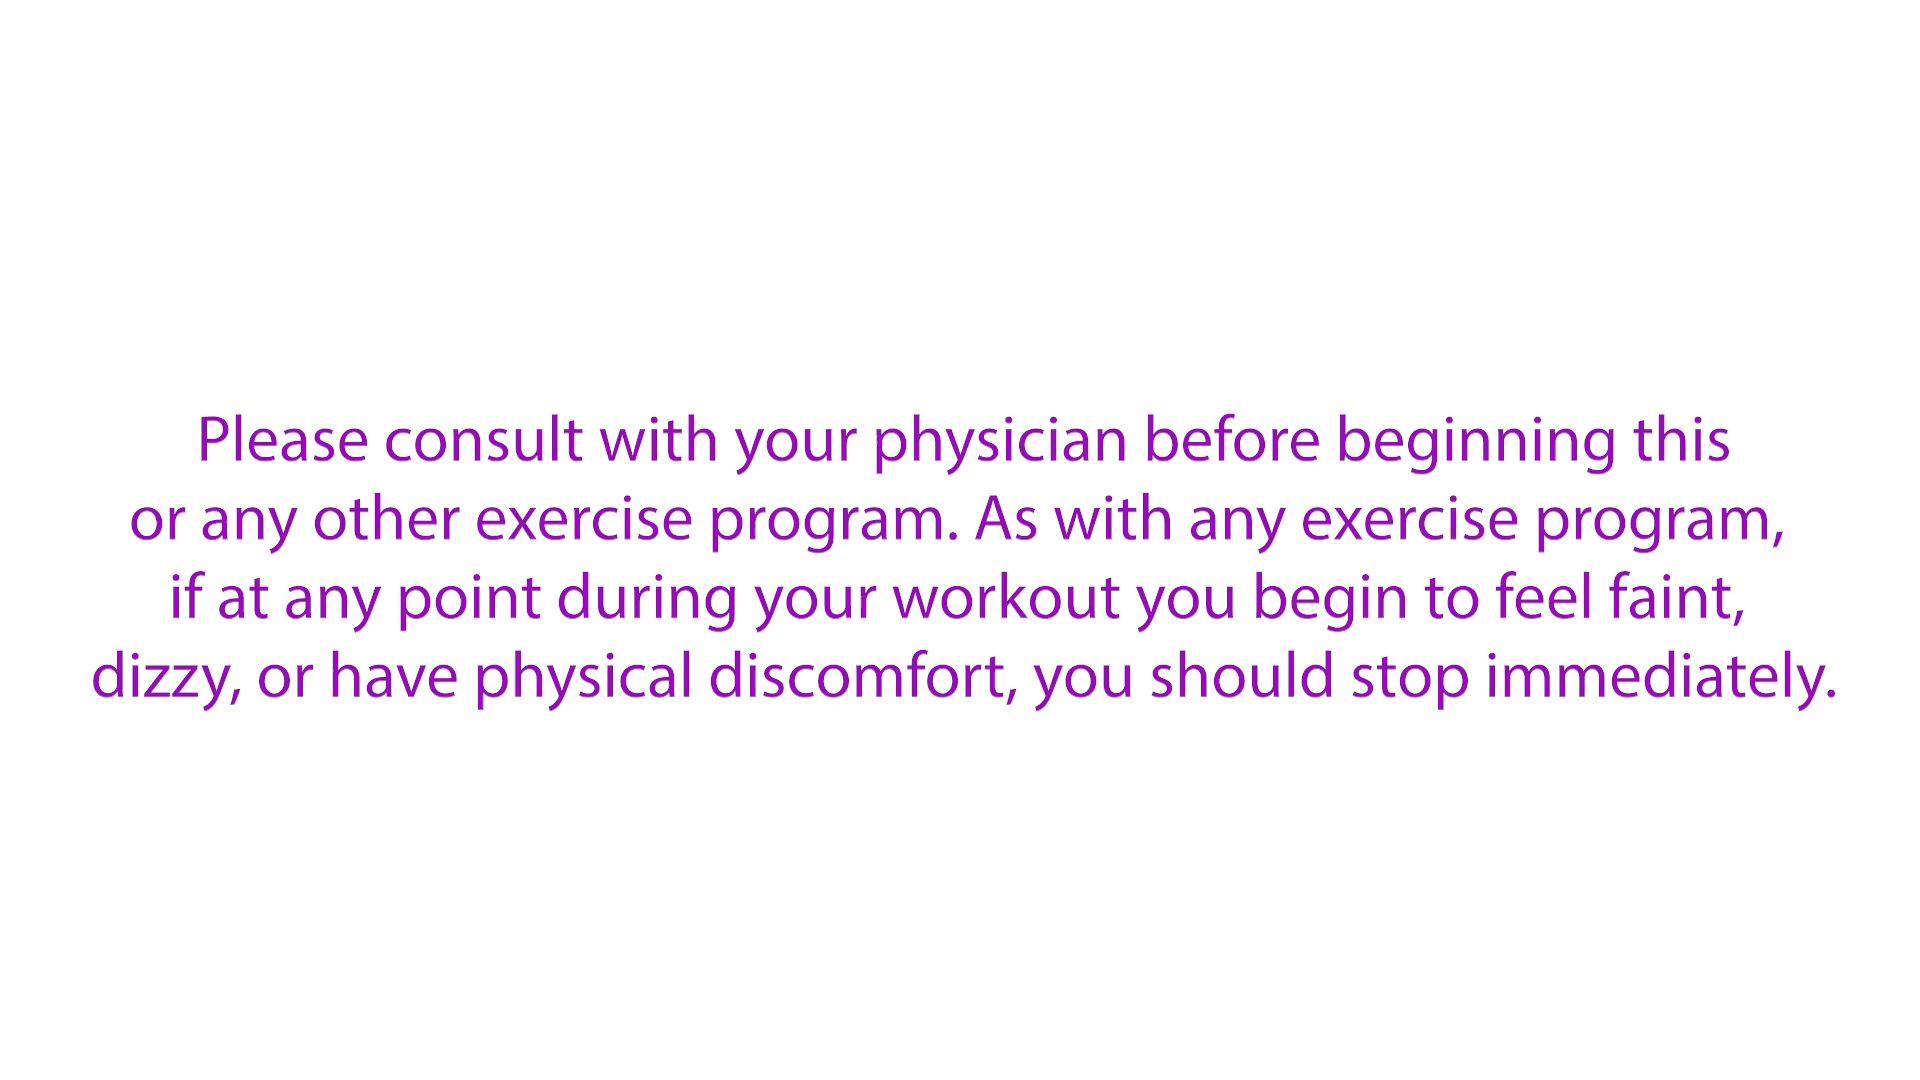 Please consult with your physician before beginning this
or any other exercise program. As with any exercise program,
if at any point during your workout you begin to feel faint,
dizzy, or have physical discomfort, you should stop immediately.